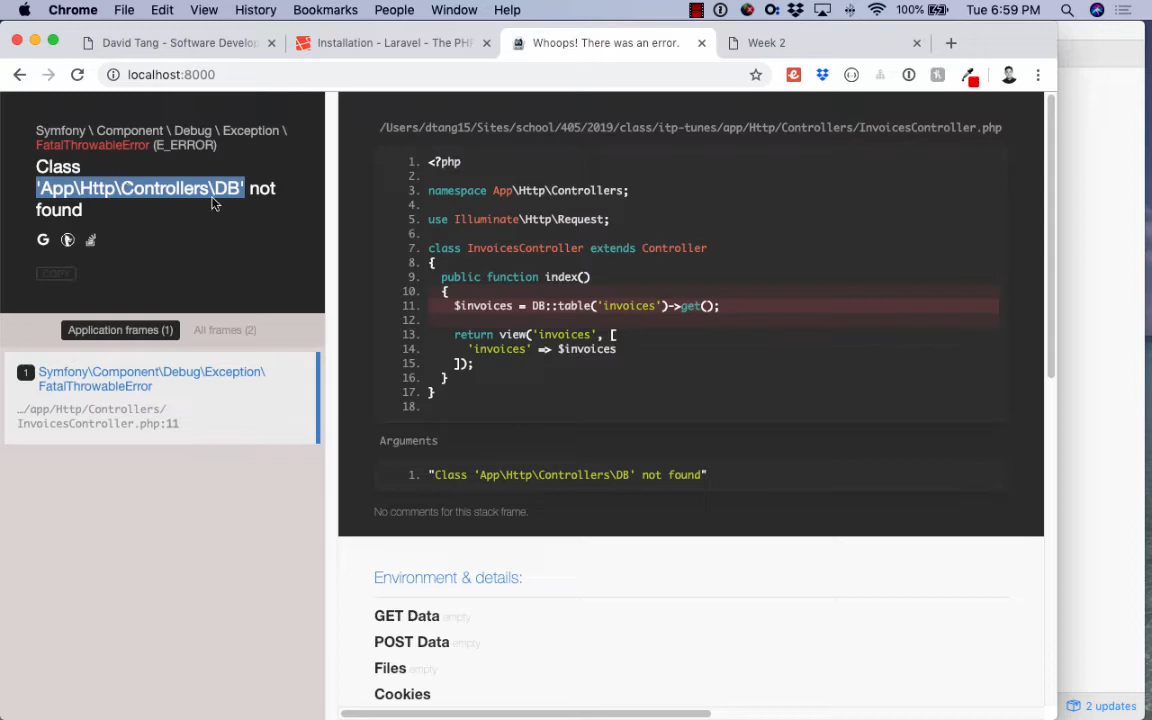 Chrome File Edit View History Bookmarks People Window Help 100% Tue 6:59 PM
David Tang - Software Develop × Installation - Laravel - The PHP × Whoops! There was an error. × Week 2 ×
localhost:8000
Symfony \ Component \ Debug \ Exception \
FatalThrowableError (E_ERROR)
Class
'App\Http\Controllers\DB' not
found
COPY
Application frames (1) All frames (2)
1 Symfony\Component\Debug\Exception\
FatalThrowableError
…/app/Http/Controllers/
InvoicesController.php:11
/Users/dtang15/Sites/school/405/2019/class/itp-tunes/app/Http/Controllers/InvoicesController.php
1. <?php
2.
3. namespace App\Http\Controllers;
4.
5. use Illuminate\Http\Request;
6.
7. class InvoicesController extends Controller
8. {
9. public function index()
10. {
11. $invoices = DB::table('invoices')->get();
12.
13. return view('invoices', [
14. 'invoices' => $invoices
15. ]);
16. }
17. }
18.
Arguments
1. "Class 'App\Http\Controllers\DB' not found"
No comments for this stack frame.
Environment & details:
GET Data empty
POST Data empty
Files empty
Cookies
2 updates